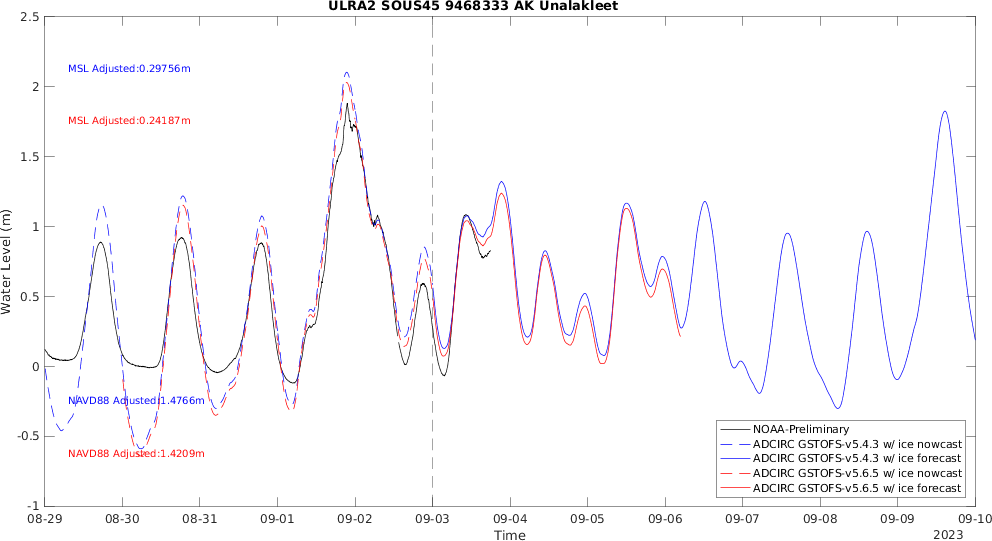 ULRA2 SOUS45 9468333 AK Unalakleet
2.5
2
1.5
1
0.5
0
-0.5
-1
Water Level (m)
MSL Adjusted:0.29756m
MSL Adjusted:0.24187m
NAVD88 Adjusted:1.4766m
NAVD88 Adjusted:1.4209m
NOAA-Preliminary
ADCIRC GSTOFS-v5.4.3 w/ ice nowcast
ADCIRC GSTOFS-v5.4.3 w/ ice forecast
ADCIRC GSTOFS-v5.6.5 w/ ice nowcast
ADCIRC GSTOFS-v5.6.5 w/ ice forecast
08-29 08-30 08-31 09-01 09-02 09-03 09-04 09-05 09-06 09-07 09-08 09-09 09-10
Time
2023